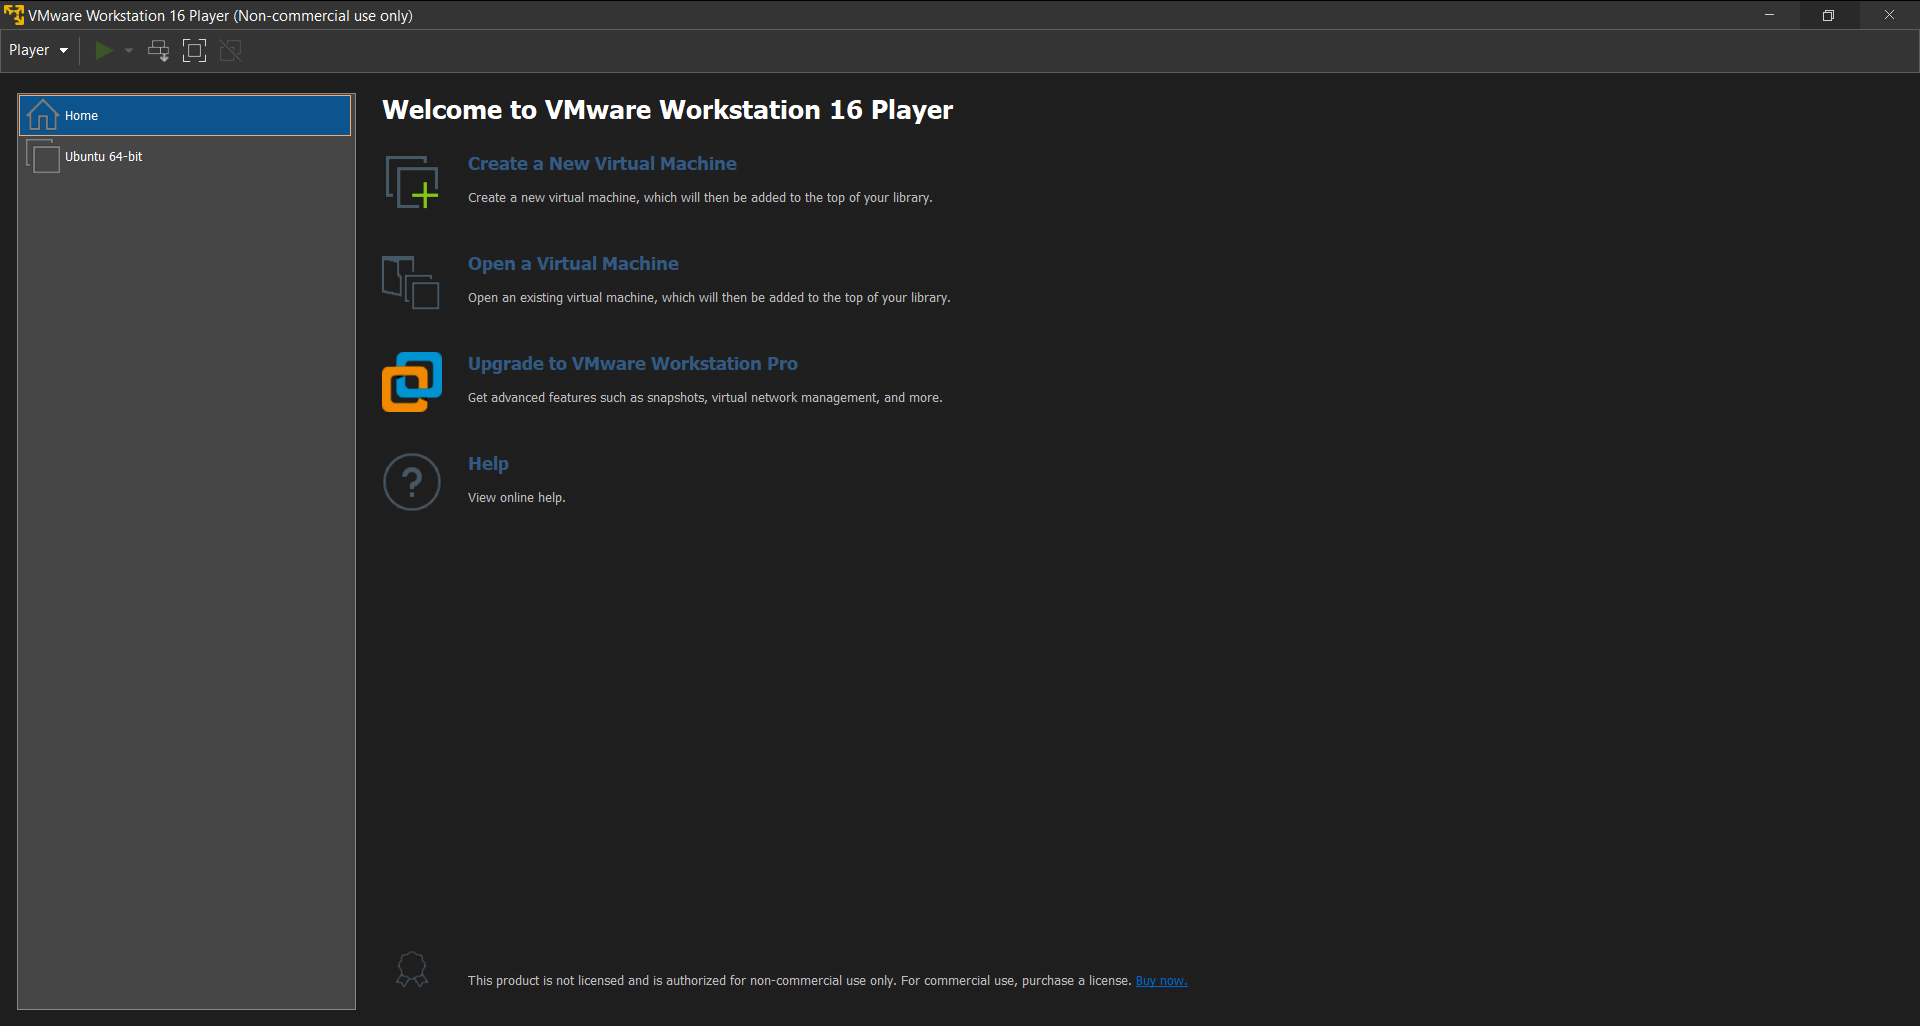 VMware Workstation 16 Player (Non-commercial use only)
Player
Home
Ubuntu 64-bit
Welcome to VMware Workstation 16 Player
Create a New Virtual Machine
Create a new virtual machine, which will then be added to the top of your library.
Open a Virtual Machine
Open an existing virtual machine, which will then be added to the top of your library.
Upgrade to VMware Workstation Pro
Get advanced features such as snapshots, virtual network management, and more.
?
Help
View online help.
This product is not licensed and is authorized for non-commercial use only. For commercial use, purchase a license. Buy now.